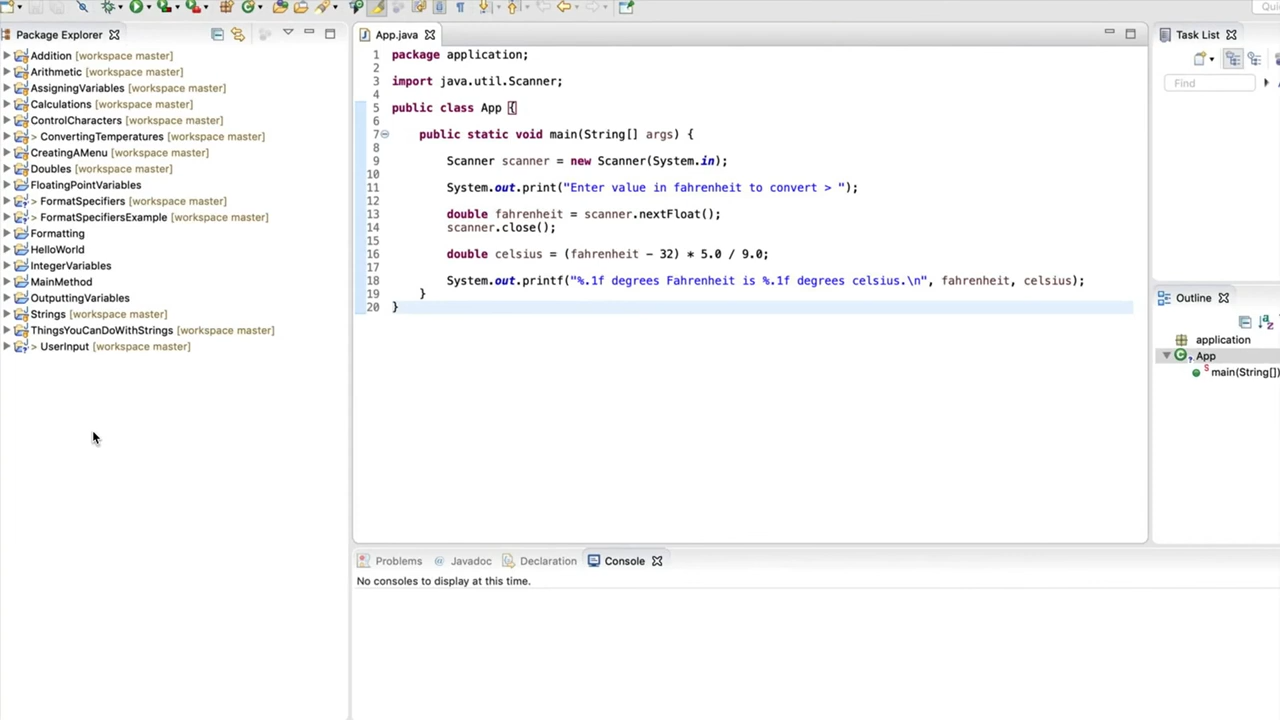 Quic
Package Explorer
Addition [workspace master]
Arithmetic [workspace master]
AssigningVariables [workspace master]
Calculations [workspace master]
ControlCharacters [workspace master]
> ConvertingTemperatures [workspace master]
CreatingAMenu [workspace master]
Doubles [workspace master]
FloatingPointVariables
> FormatSpecifiers [workspace master]
> FormatSpecifiersExample [workspace master]
Formatting
HelloWorld
IntegerVariables
MainMethod
OutputtingVariables
Strings [workspace master]
ThingsYouCanDoWithStrings [workspace master]
> UserInput [workspace master]
App.java
1 package application;
2
3 import java.util.Scanner;
4
5 public class App {
6
7 public static void main(String[] args) {
8
9 Scanner scanner = new Scanner(System.in);
10
11 System.out.print("Enter value in fahrenheit to convert > ");
12
13 double fahrenheit = scanner.nextFloat();
14 scanner.close();
15
16 double celsius = (fahrenheit - 32) * 5.0 / 9.0;
17
18 System.out.printf("%.1f degrees Fahrenheit is %.1f degrees celsius.\n", fahrenheit, celsius);
19 }
20 }
Task List
Find
Outline
application
App
main(String[])
Problems @ Javadoc Declaration Console
No consoles to display at this time.